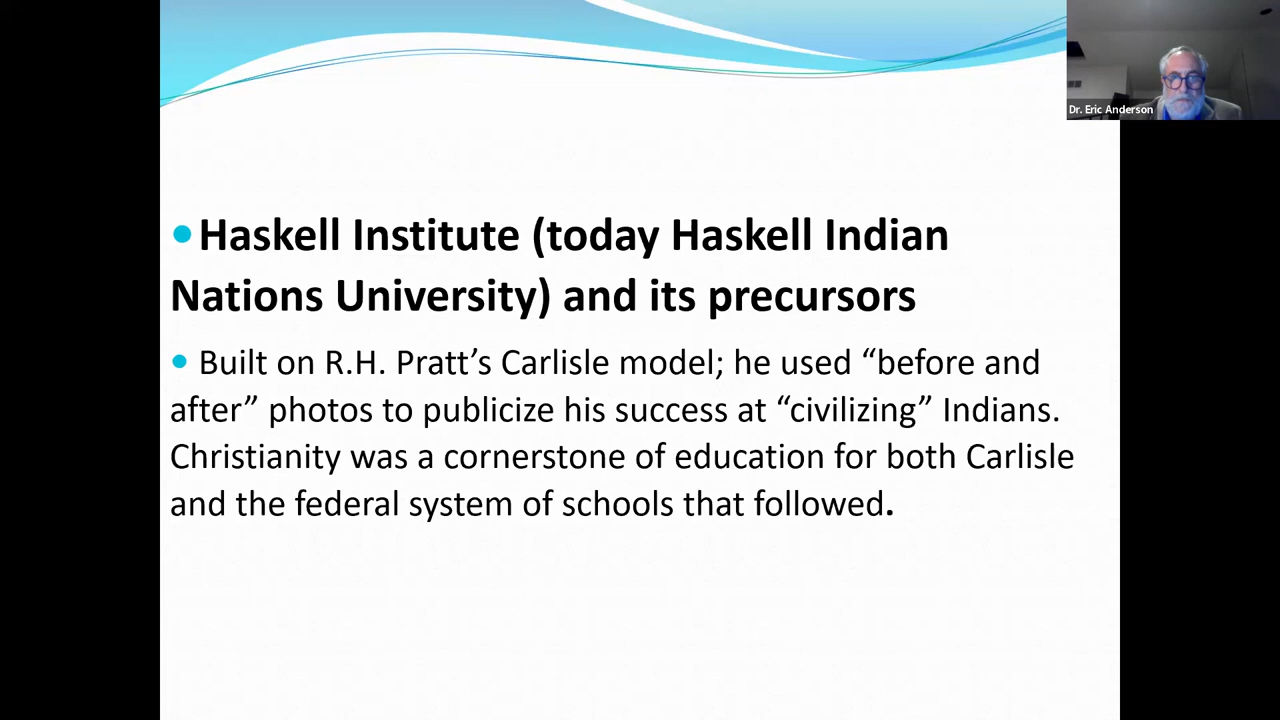 Dr. Eric Anderson
•Haskell Institute (today Haskell Indian
Nations University) and its precursors
• Built on R.H. Pratt’s Carlisle model; he used “before and
after” photos to publicize his success at “civilizing” Indians.
Christianity was a cornerstone of education for both Carlisle
and the federal system of schools that followed.